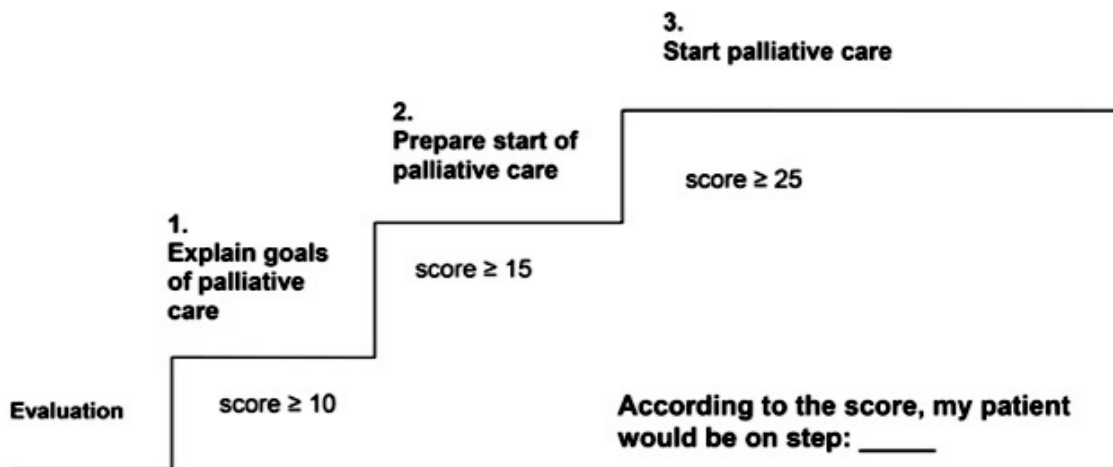 3.
Start palliative care
2.
Prepare start of
palliative care
score ≥ 25
1.
Explain goals
of palliative
care
score ≥ 15
Evaluation
score ≥ 10
According to the score, my patient
would be on step: _____